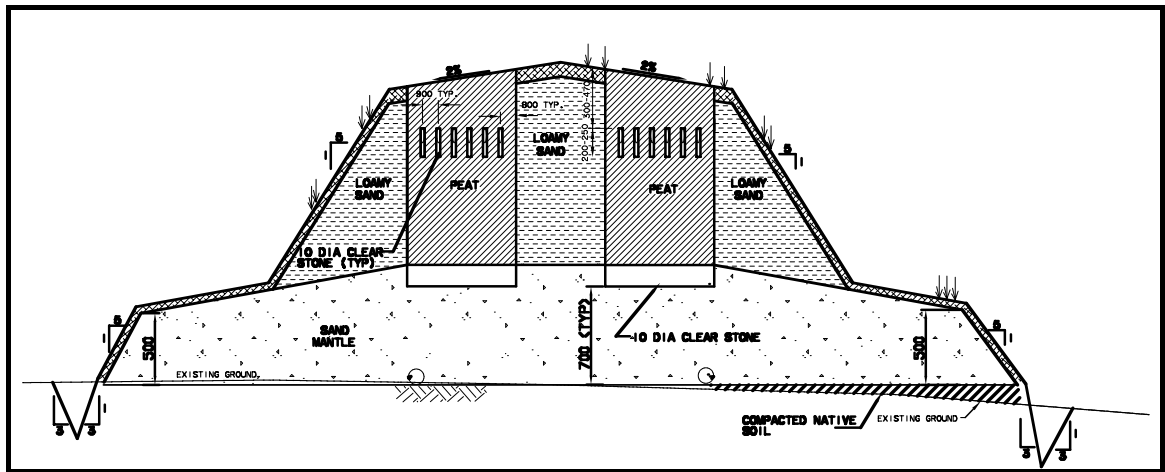 2%
2%
800 TYP.
800 TYP.
200-250
300-470
5
1
LOAMY
SAND
5
1
LOAMY
SAND
PEAT
PEAT
LOAMY
SAND
10 DIA CLEAR
STONE (TYP)
5
1
500
SAND
MANTLE
700 (TYP)
10 DIA CLEAR STONE
500
5
1
EXISTING GROUND.
3
3
1
COMPACTED NATIVE
SOIL
EXISTING GROUND
3
3
1